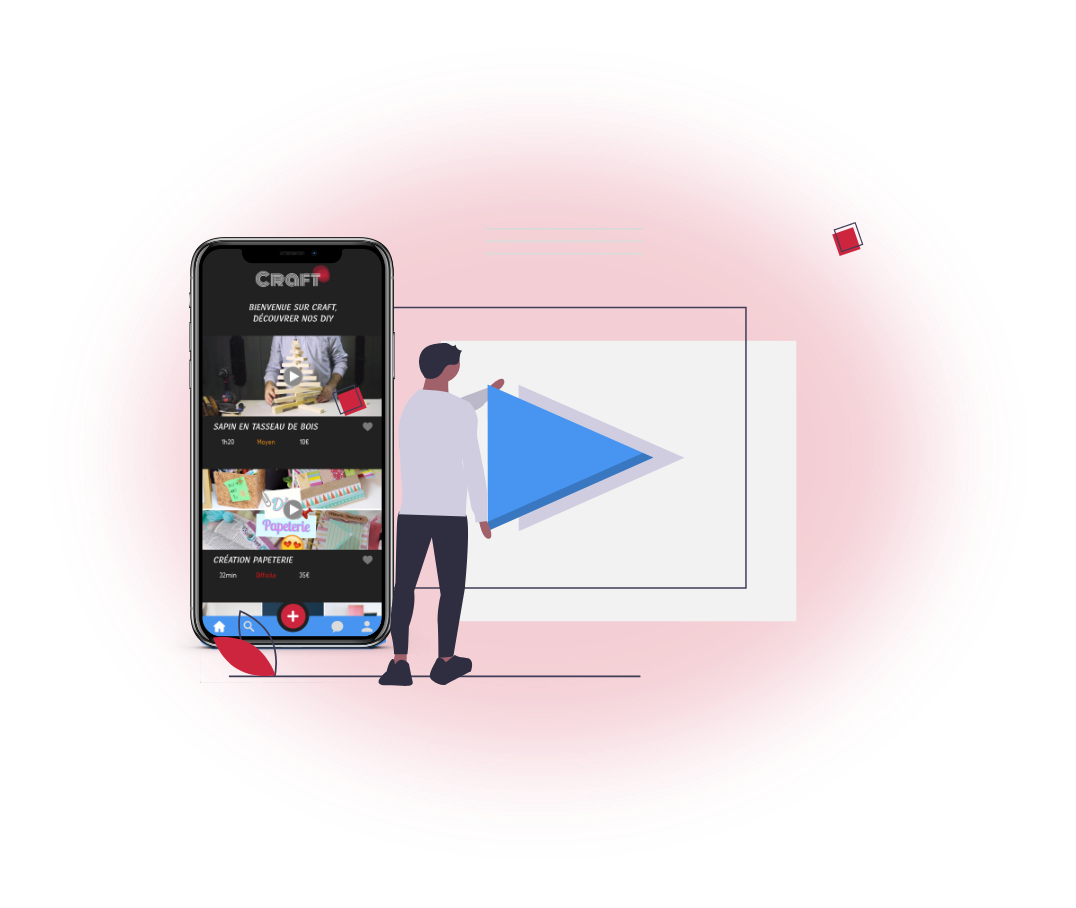 CRAFT
BIENVENUE SUR CRAFT,
DÉCOUVRER NOS DIY
SAPIN EN TASSEAU DE BOIS
1h20 Moyen 10€
Papeterie
CRÉATION PAPETERIE
32min Difficile 35€